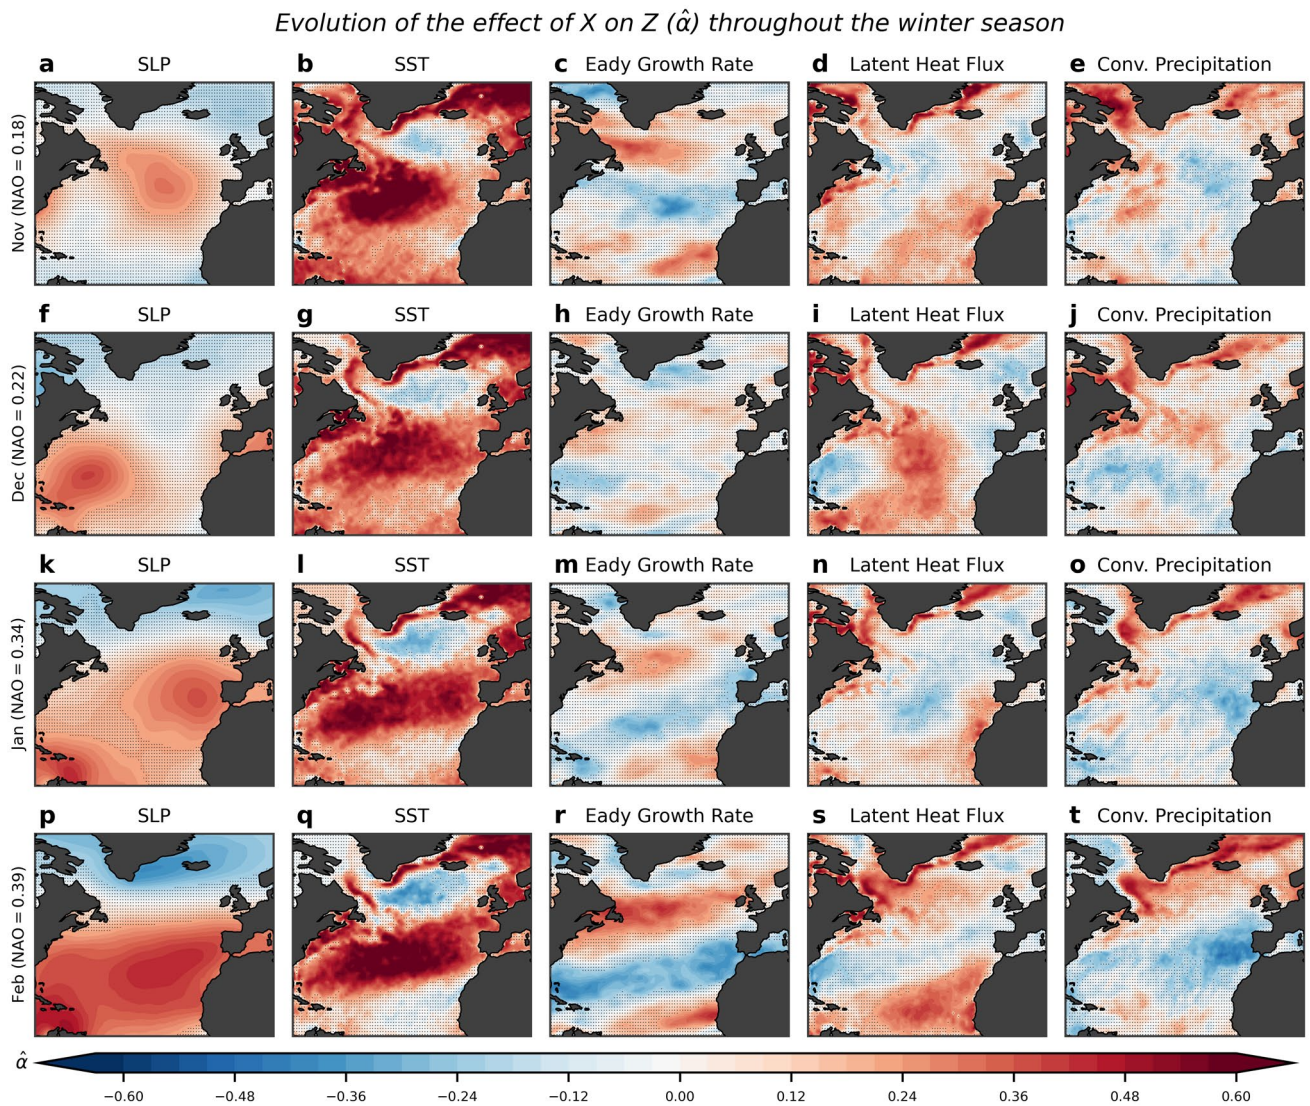 Evolution of the effect of X on Z (α̂) throughout the winter season
a SLP
b SST
c Eady Growth Rate
d Latent Heat Flux
e Conv. Precipitation
Nov (NAO = 0.18)
f SLP
g SST
h Eady Growth Rate
i Latent Heat Flux
j Conv. Precipitation
Dec (NAO = 0.22)
k SLP
l SST
m Eady Growth Rate
n Latent Heat Flux
o Conv. Precipitation
Jan (NAO = 0.34)
p SLP
q SST
r Eady Growth Rate
s Latent Heat Flux
t Conv. Precipitation
Feb (NAO = 0.39)
α̂
−0.60 −0.48 −0.36 −0.24 −0.12 0.00 0.12 0.24 0.36 0.48 0.60